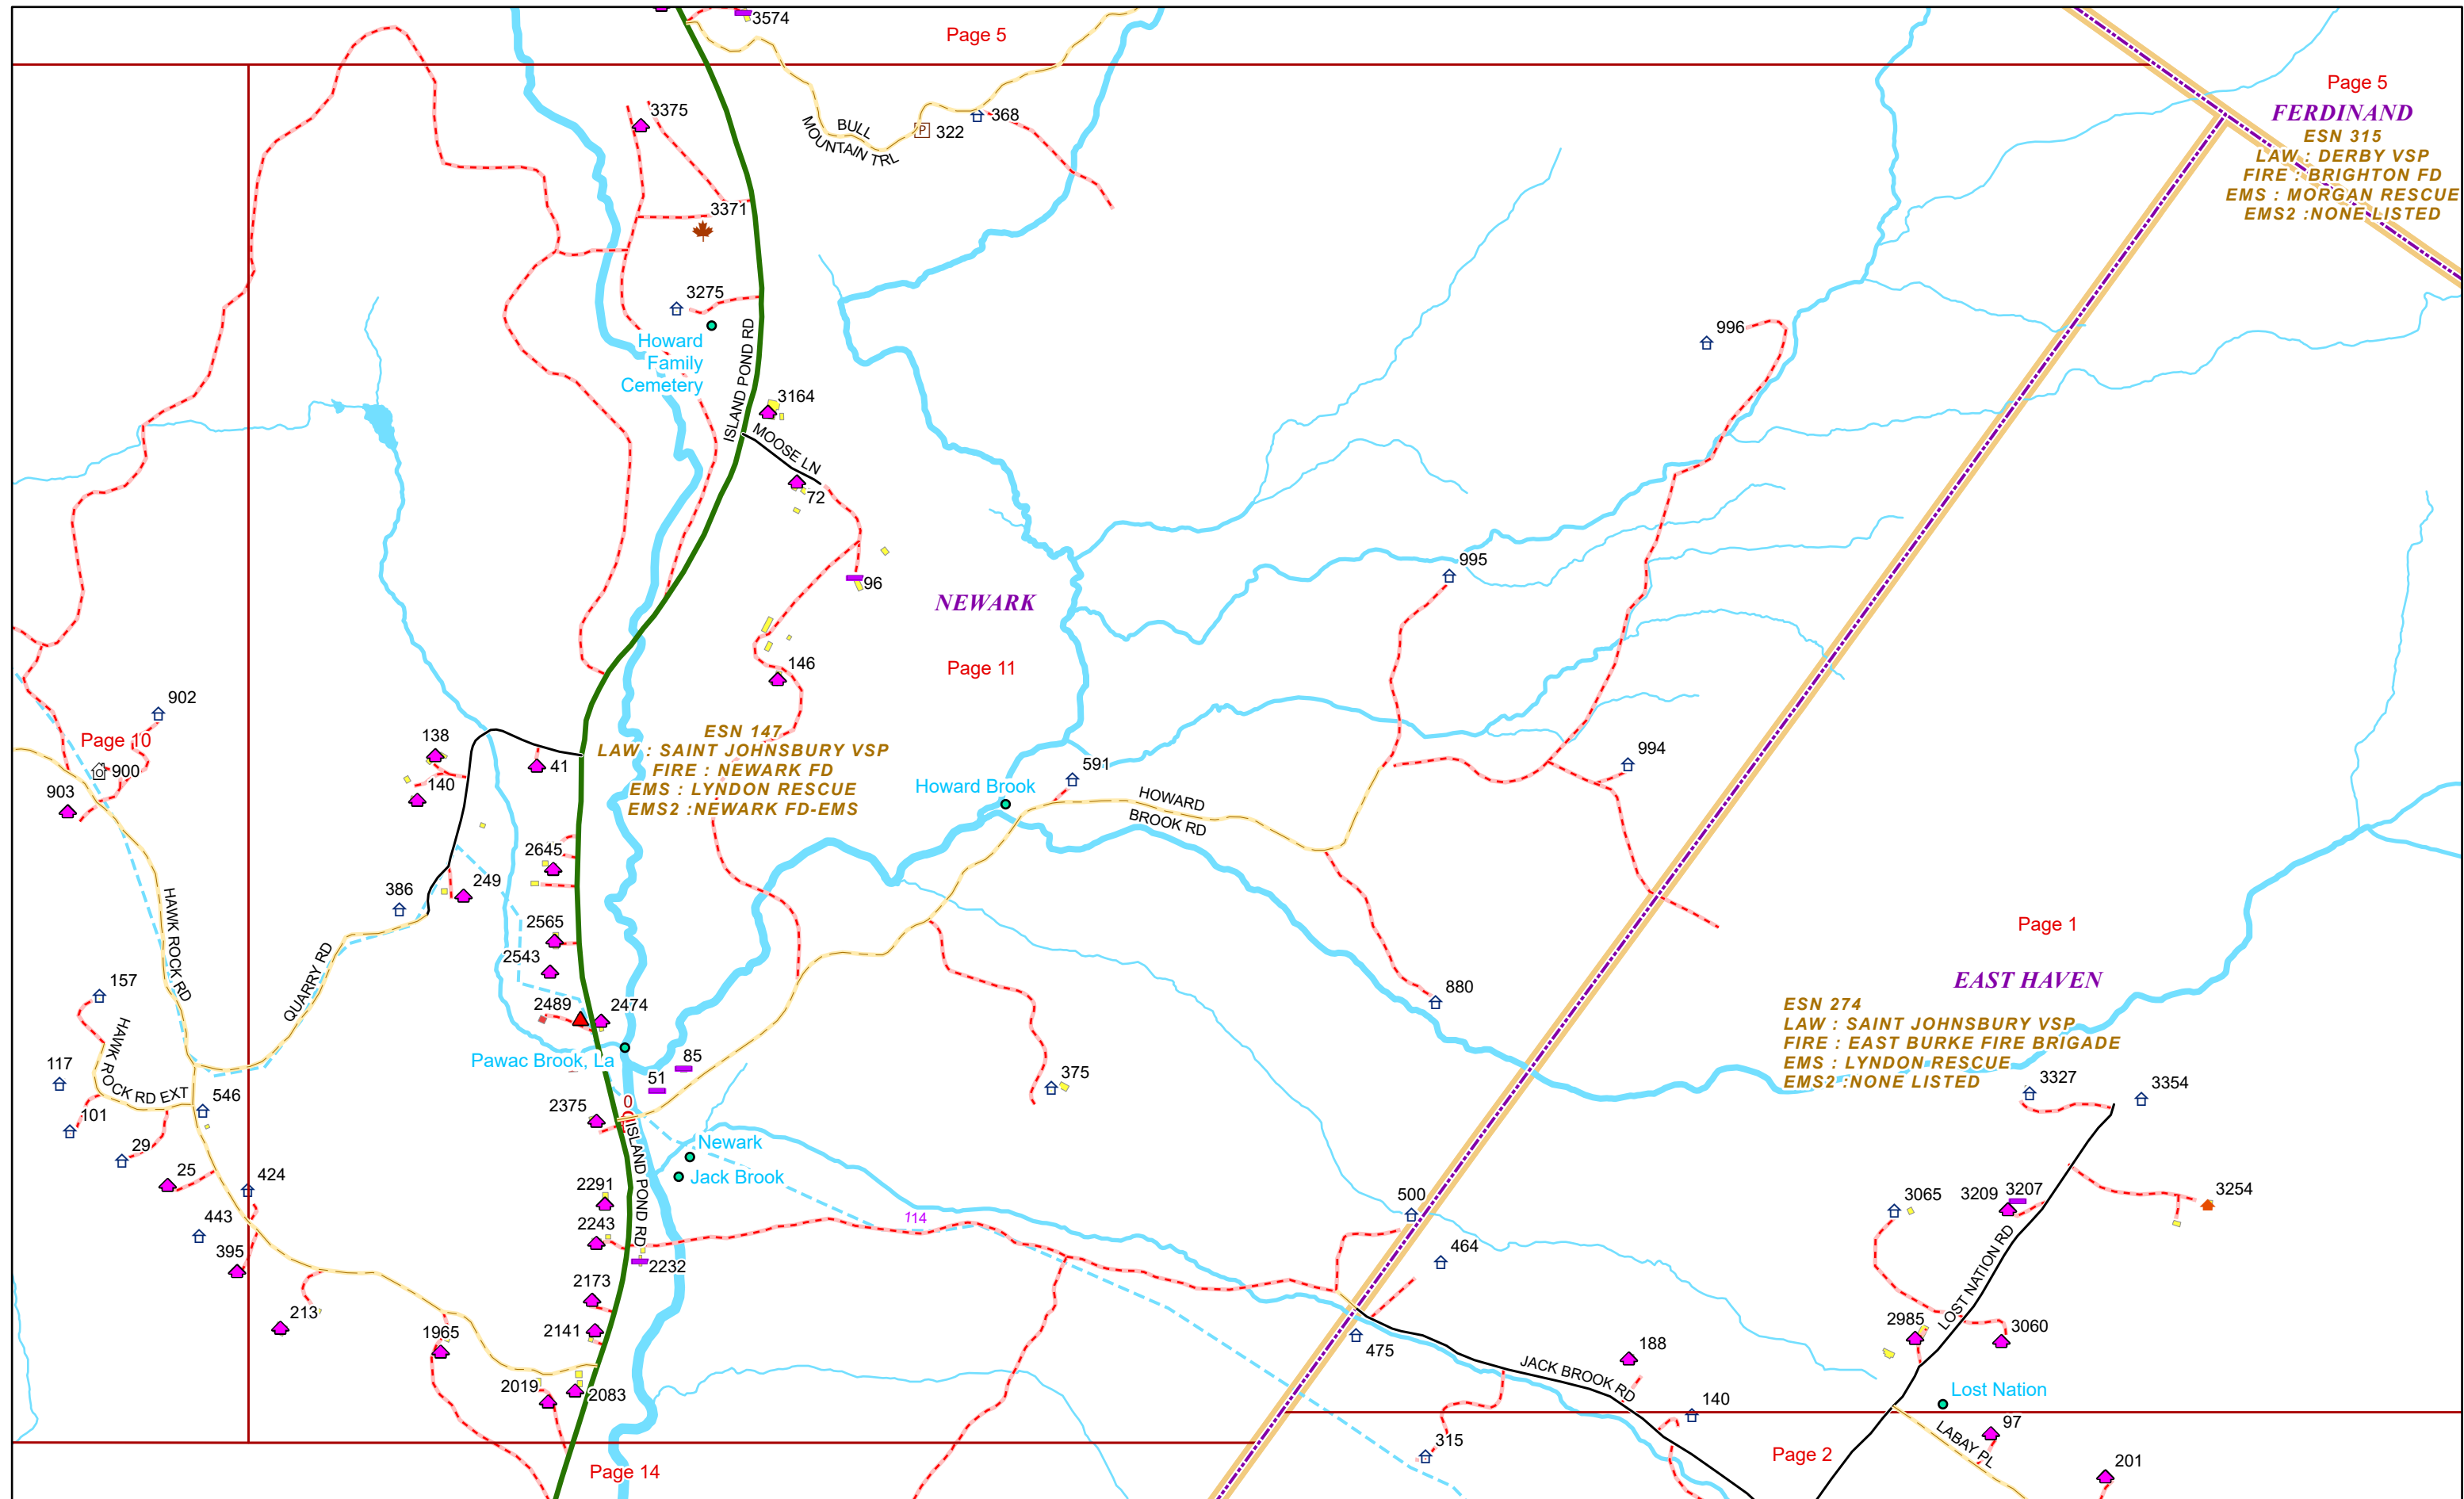 3574
Page 5
Page 5
FERDINAND
ESN 315
LAW : DERBY VSP
FIRE : BRIGHTON FD
EMS : MORGAN RESCUE
EMS2 :NONE LISTED
3375
368
BULL
MOUNTAIN TRL
P
322
3371
3275
Howard
Family
Cemetery
ISLAND POND RD
996
3164
MOOSE LN
72
995
96
NEWARK
Page 11
146
902
Page 10
900
903
138
140
41
ESN 147
LAW : SAINT JOHNSBURY VSP
FIRE : NEWARK FD
EMS : LYNDON RESCUE
EMS2 :NEWARK FD-EMS
591
994
Howard Brook
HOWARD
BROOK RD
2645
249
386
HAWK ROCK RD
QUARRY RD
2565
2543
Page 1
EAST HAVEN
ESN 274
LAW : SAINT JOHNSBURY VSP
FIRE : EAST BURKE FIRE BRIGADE
EMS : LYNDON RESCUE
EMS2 :NONE LISTED
157
880
2489
2474
Pawac Brook, La
85
51
375
HAWK
ROCK RD EXT
117
101
546
3327
3354
2375
0
ISLAND POND RD
29
Newark
Jack Brook
25
424
2291
500
3065
3209
3207
3254
443
114
2243
395
2232
464
LOST NATION RD
2173
213
2141
1965
475
188
2985
3060
JACK BROOK RD
2019
2083
140
Lost Nation
97
LABAY PL
315
Page 2
Page 14
201